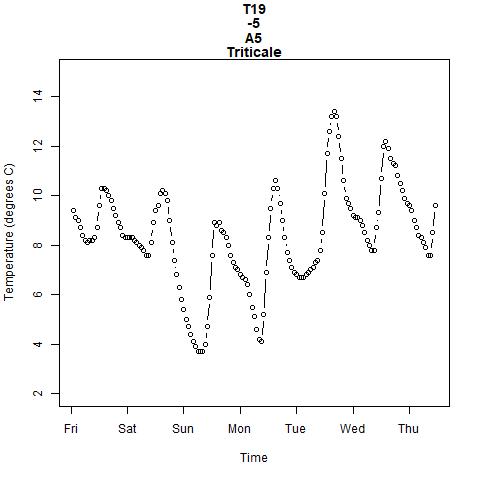 T19
-5
A5
Triticale
Temperature (degrees C)
14
12
10
8
6
4
2
Fri Sat Sun Mon Tue Wed Thu
Time